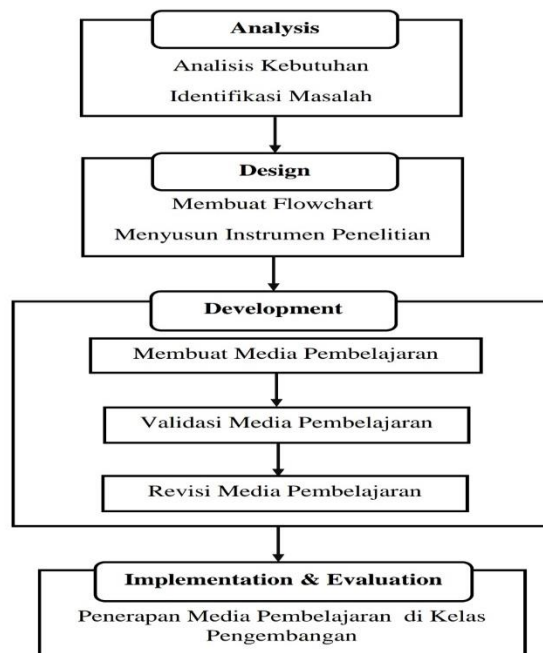 Analysis
Analisis Kebutuhan
Identifikasi Masalah
Design
Membuat Flowchart
Menyusun Instrumen Penelitian
Development
Membuat Media Pembelajaran
Validasi Media Pembelajaran
Revisi Media Pembelajaran
Implementation & Evaluation
Penerapan Media Pembelajaran di Kelas
Pengembangan